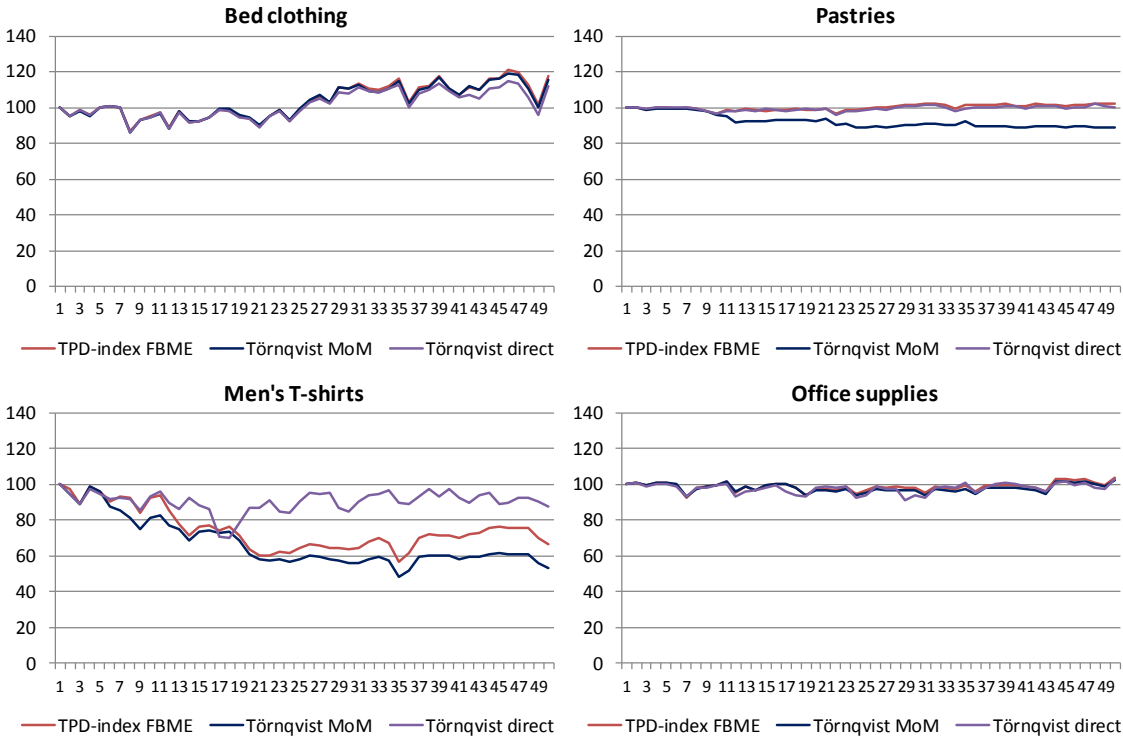 Bed clothing
140
120
100
80
60
40
20
0
1 3 5 7 9 11 13 15 17 19 21 23 25 27 29 31 33 35 37 39 41 43 45 47 49
TPD-index FBME Törnqvist MoM Törnqvist direct
Pastries
140
120
100
80
60
40
20
0
1 3 5 7 9 11 13 15 17 19 21 23 25 27 29 31 33 35 37 39 41 43 45 47 49
TPD-index FBME Törnqvist MoM Törnqvist direct
Men's T-shirts
140
120
100
80
60
40
20
0
1 3 5 7 9 11 13 15 17 19 21 23 25 27 29 31 33 35 37 39 41 43 45 47 49
TPD-index FBME Törnqvist MoM Törnqvist direct
Office supplies
140
120
100
80
60
40
20
0
1 3 5 7 9 11 13 15 17 19 21 23 25 27 29 31 33 35 37 39 41 43 45 47 49
TPD-index FBME Törnqvist MoM Törnqvist direct